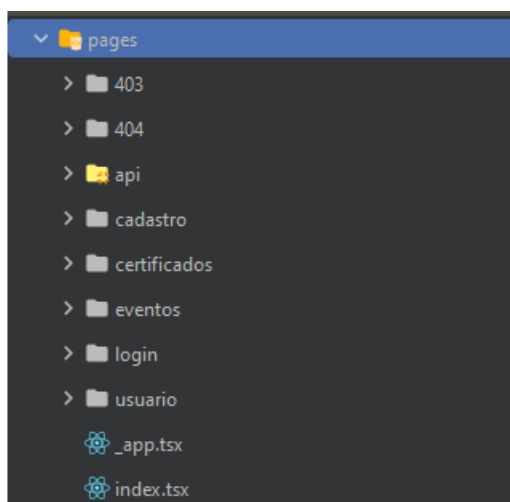 pages
403
404
api
cadastro
certificados
eventos
login
usuario
_app.tsx
index.tsx